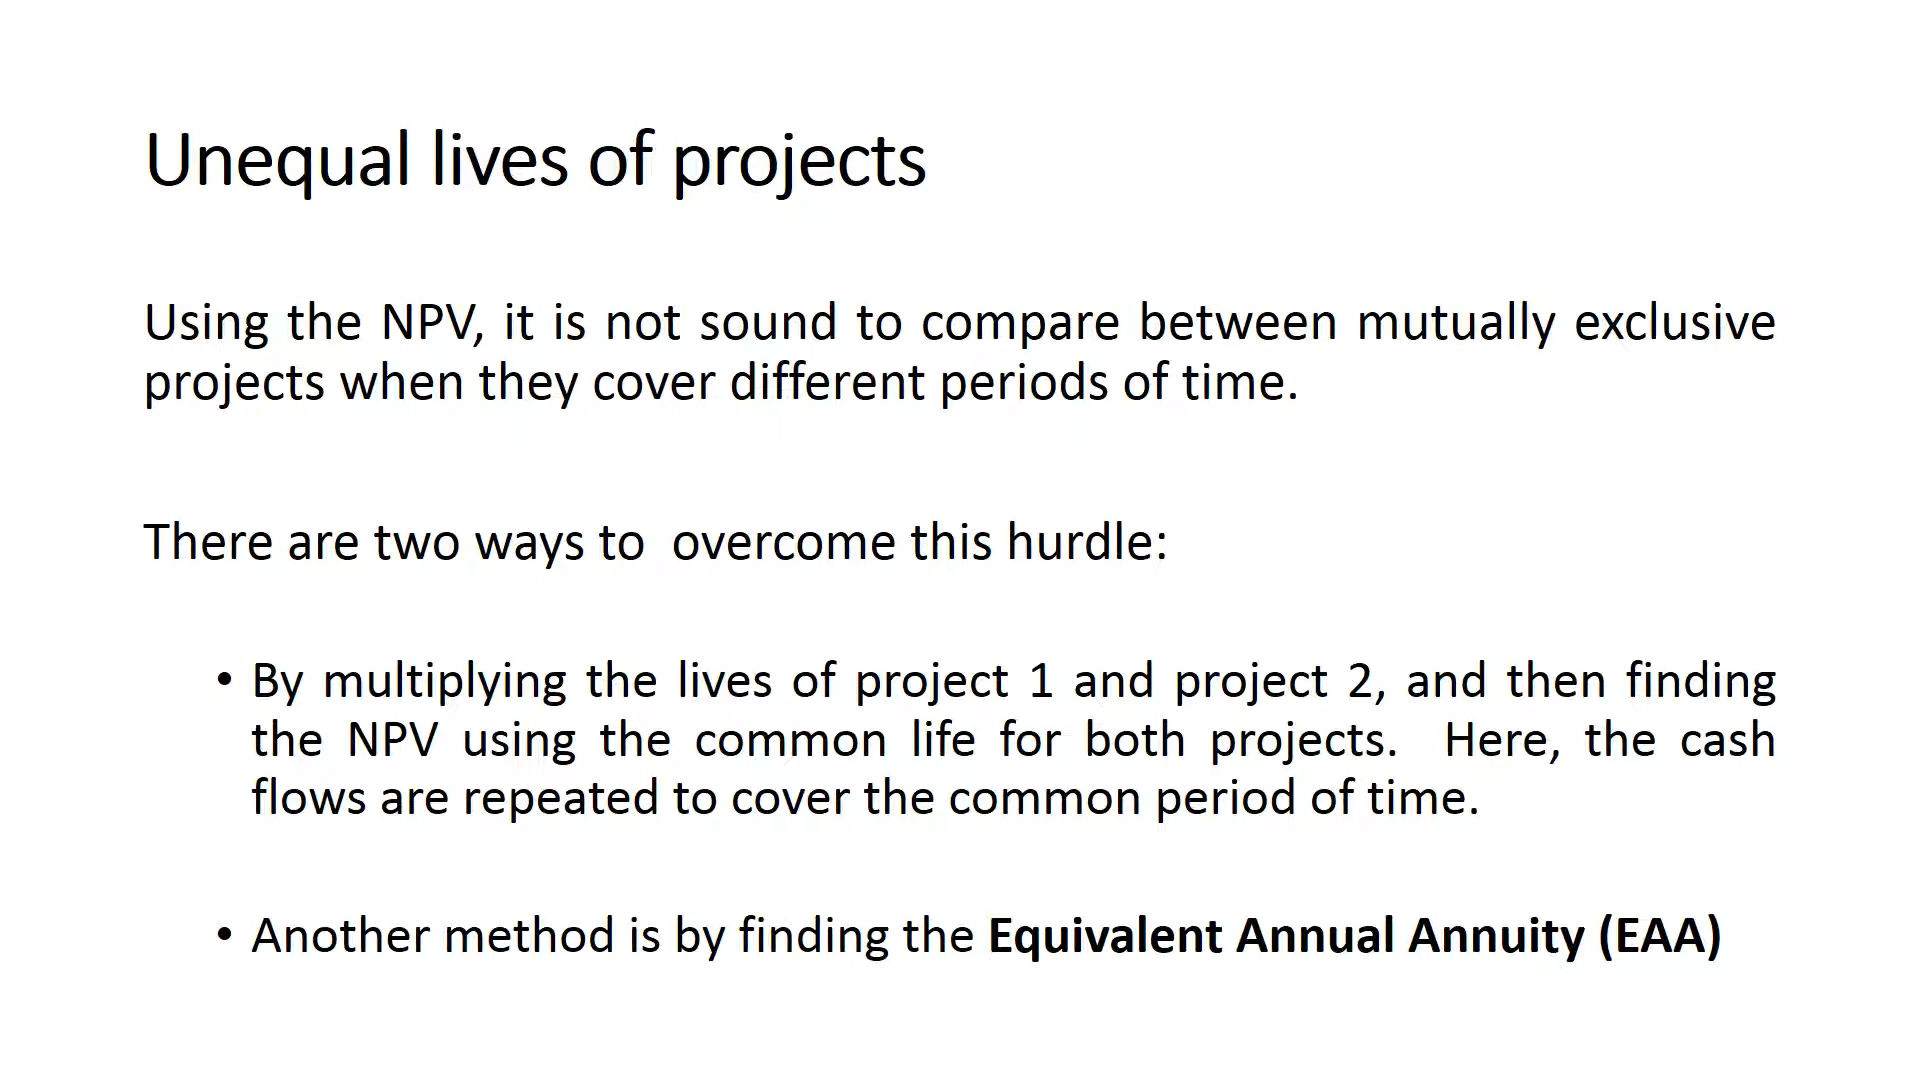 Unequal lives of projects
Using the NPV, it is not sound to compare between mutually exclusive
projects when they cover different periods of time.
There are two ways to  overcome this hurdle:
• By multiplying the lives of project 1 and project 2, and then finding
the NPV using the common life for both projects.  Here, the cash
flows are repeated to cover the common period of time.
• Another method is by finding the Equivalent Annual Annuity (EAA)